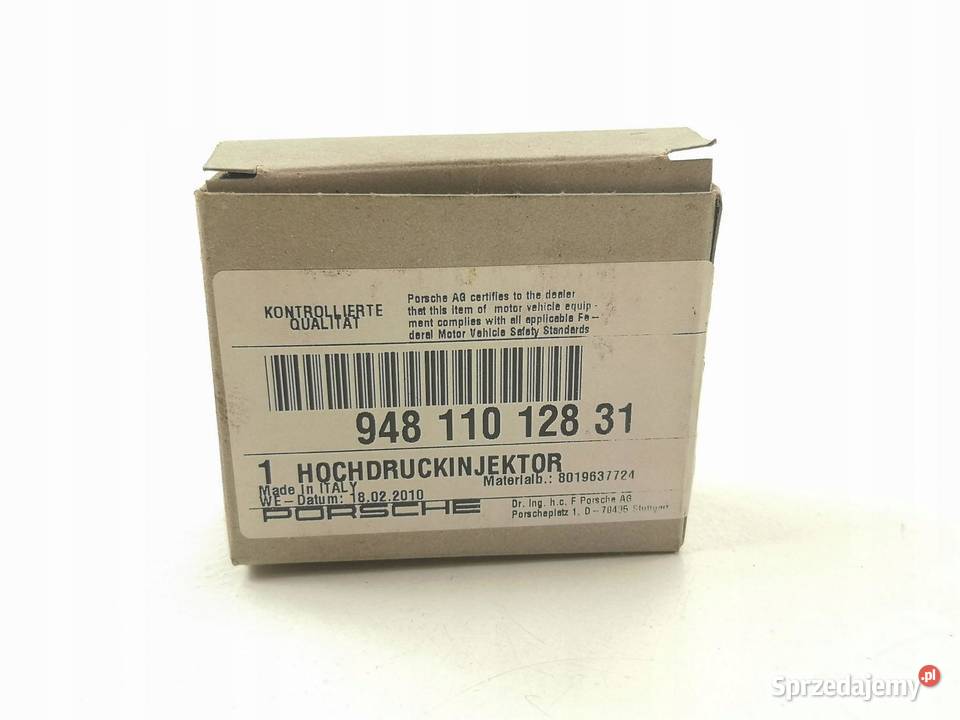 KONTROLLIERTE
QUALITÄT
Porsche AG certifies to the dealer
that this item of motor vehicle equip-
ment complies with all applicable Fe-
deral Motor Vehicle Safety Standards
948 110 128 31
1 HOCHDRUCKINJEKTOR
Made in ITALY
Materialb.: 8019637724
WE-Datum: 18.02.2010
PORSCHE
Dr. Ing. h.c. F Porsche AG
Porscheplatz 1, D-70435 Stuttgart
Sprzedajemy.pl